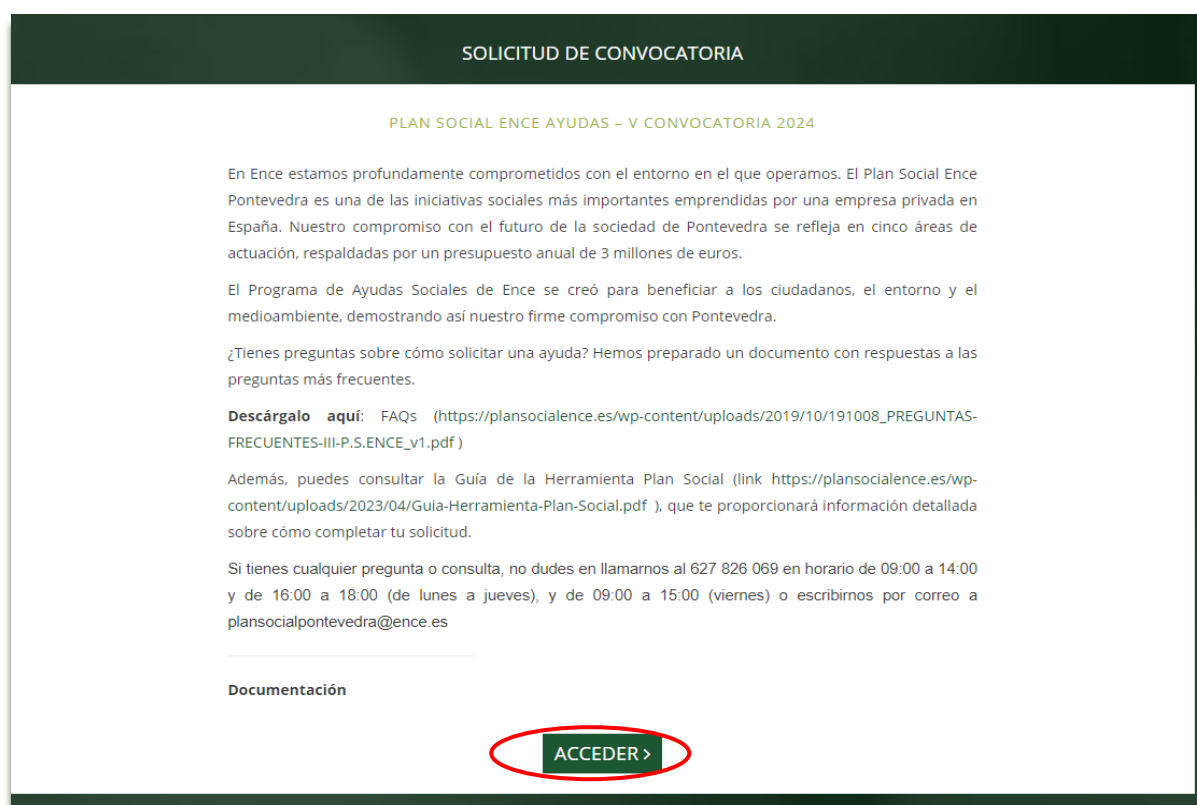 SOLICITUD DE CONVOCATORIA
PLAN SOCIAL ENCE AYUDAS – V CONVOCATORIA 2024
En Ence estamos profundamente comprometidos con el entorno en el que operamos. El Plan Social Ence
Pontevedra es una de las iniciativas sociales más importantes emprendidas por una empresa privada en
España. Nuestro compromiso con el futuro de la sociedad de Pontevedra se refleja en cinco áreas de
actuación, respaldadas por un presupuesto anual de 3 millones de euros.
El Programa de Ayudas Sociales de Ence se creó para beneficiar a los ciudadanos, el entorno y el
medioambiente, demostrando así nuestro firme compromiso con Pontevedra.
¿Tienes preguntas sobre cómo solicitar una ayuda? Hemos preparado un documento con respuestas a las
preguntas más frecuentes.
Descárgalo aquí: FAQs (https://plansocialence.es/wp-content/uploads/2019/10/191008_PREGUNTAS-
FRECUENTES-III-P.S.ENCE_v1.pdf )
Además, puedes consultar la Guía de la Herramienta Plan Social (link https://plansocialence.es/wp-
content/uploads/2023/04/Guia-Herramienta-Plan-Social.pdf ), que te proporcionará información detallada
sobre cómo completar tu solicitud.
Si tienes cualquier pregunta o consulta, no dudes en llamarnos al 627 826 069 en horario de 09:00 a 14:00
y de 16:00 a 18:00 (de lunes a jueves), y de 09:00 a 15:00 (viernes) o escribirnos por correo a
plansocialpontevedra@ence.es
Documentación
ACCEDER >